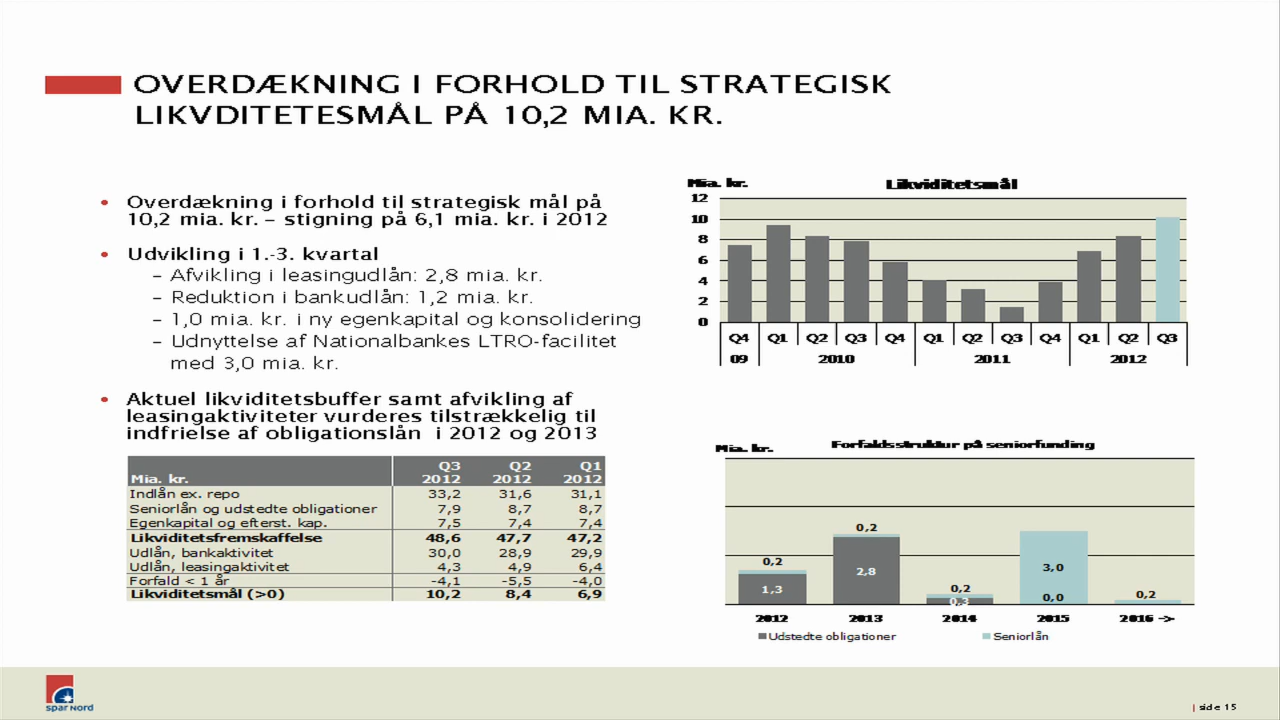 OVERDÆKNING I FORHOLD TIL STRATEGISK
LIKVDITETESMÅL PÅ 10,2 MIA. KR.
• Overdækning i forhold til strategisk mål på
10,2 mia. kr. – stigning på 6,1 mia. kr. i 2012
• Udvikling i 1.-3. kvartal
– Afvikling i leasingudlån: 2,8 mia. kr.
– Reduktion i bankudlån: 1,2 mia. kr.
– 1,0 mia. kr. i ny egenkapital og konsolidering
– Udnyttelse af Nationalbankes LTRO-facilitet
med 3,0 mia. kr.
• Aktuel likviditetsbuffer samt afvikling af
leasingaktiviteter vurderes tilstrækkelig til
indfrielse af obligationslån i 2012 og 2013
Q3 Q2 Q1
Mia. kr. 2012 2012 2012
Indlån ex. repo 33,2 31,6 31,1
Seniorlån og udstedte obligationer 7,9 8,7 8,7
Egenkapital og efterst. kap. 7,5 7,4 7,4
Likviditetsfremskaffelse 48,6 47,7 47,2
Udlån, bankaktivitet 30,0 28,9 29,9
Udlån, leasingaktivitet 4,3 4,9 6,4
Forfald < 1 år -4,1 -5,5 -4,0
Likviditetsmål (>0) 10,2 8,4 6,9
Mia. kr. Likviditetsmål
12
10
8
6
4
2
0
Q4 Q1 Q2 Q3 Q4 Q1 Q2 Q3 Q4 Q1 Q2 Q3
09 2010 2011 2012
Mia. kr. Forfaldsstruktur på seniorfunding
0,2
0,2 2,8 3,0
1,3 0,2 0,0 0,2
0,3
2012 2013 2014 2015 2016 ->
Udstedte obligationer Seniorlån
spar nord
| side 15